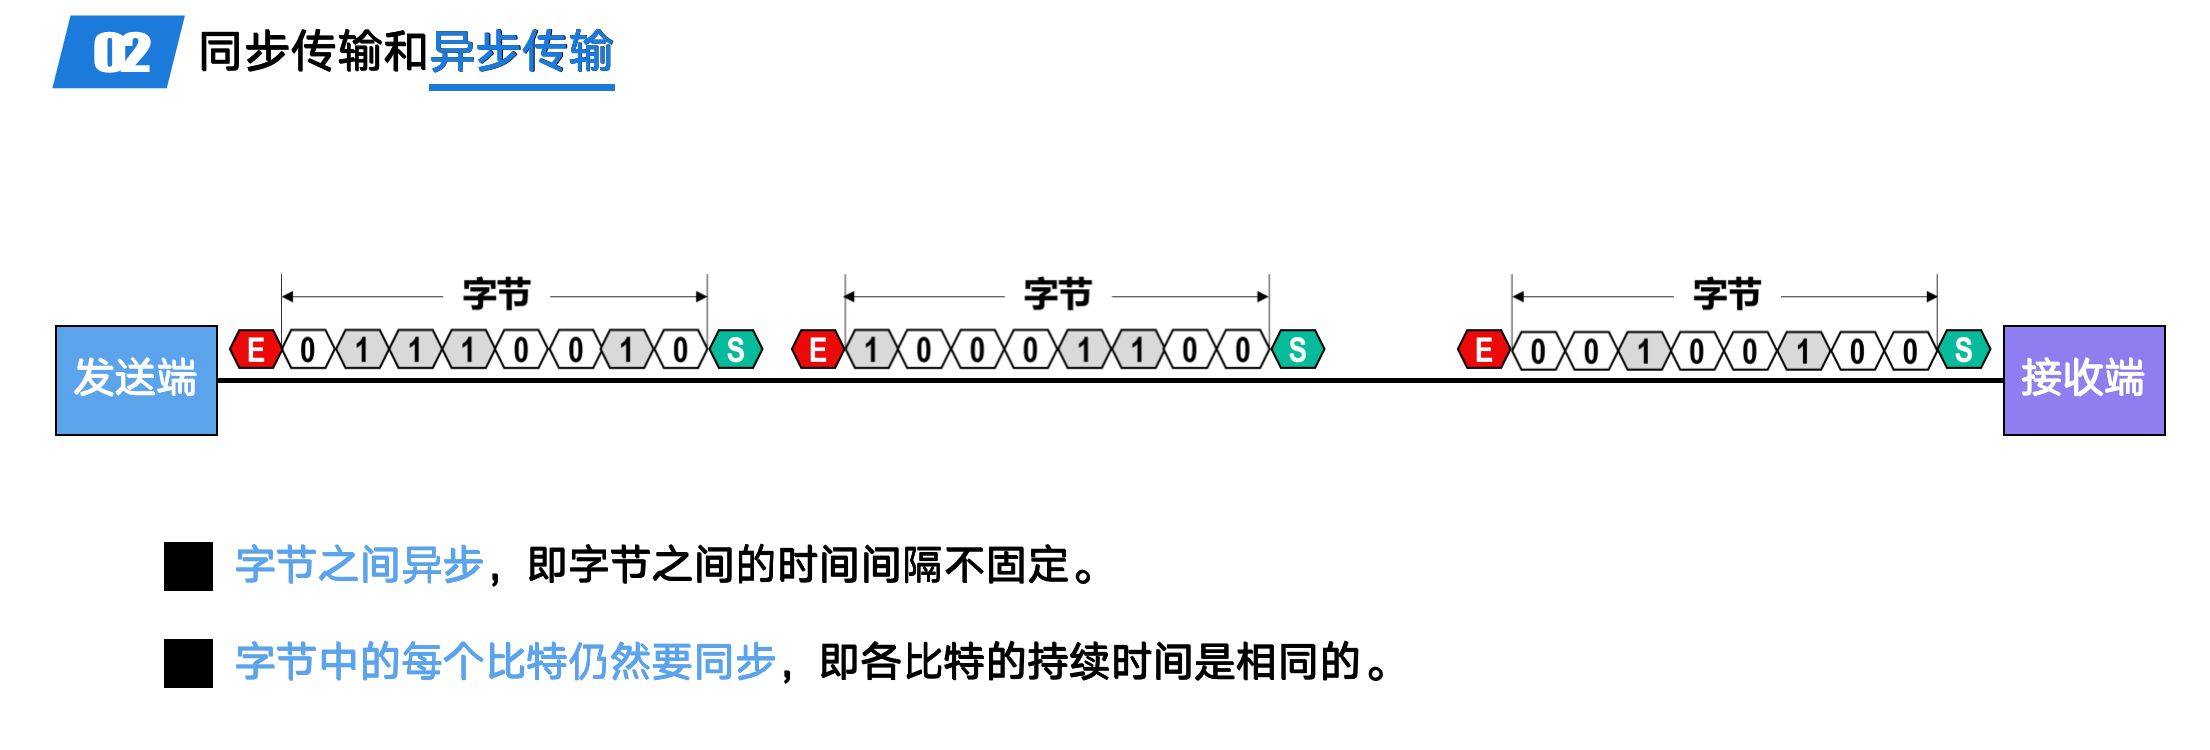 02 同步传输和异步传输
字节 字节 字节
E 0 1 1 1 0 0 1 0 S E 1 0 0 0 1 1 0 0 S E 0 0 1 0 0 1 0 0 S
发送端 接收端
字节之间异步，即字节之间的时间间隔不固定。
字节中的每个比特仍然要同步，即各比特的持续时间是相同的。